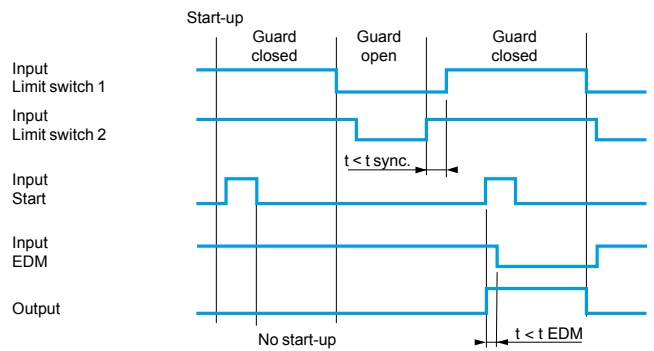 Start-up
Guard
closed
Guard
open
Guard
closed
Input
Limit switch 1
Input
Limit switch 2
t < t sync.
Input
Start
Input
EDM
Output
No start-up
t < t EDM